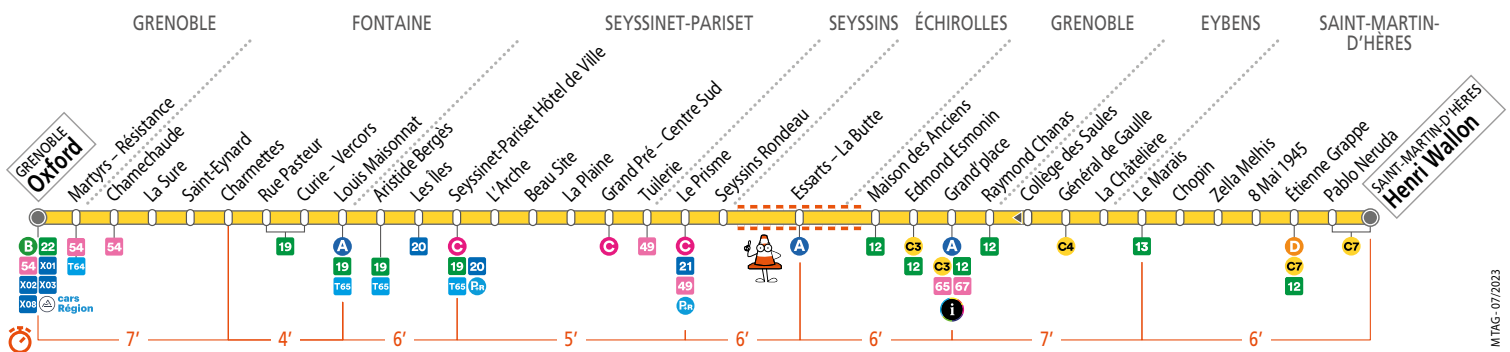 GRENOBLE
FONTAINE
SEYSSINET-PARISET
SEYSSINS
ÉCHIROLLES
GRENOBLE
EYBENS
SAINT-MARTIN-
D'HÈRES
GRENOBLE
Oxford
Martyrs – Résistance
Chamechaude
La Sure
Saint-Eynard
Charmettes
Rue Pasteur
Curie – Vercors
Louis Maisonnat
Aristide Bergès
Les Îles
Seyssinet-Pariset Hôtel de Ville
L'Arche
Beau Site
La Plaine
Grand Pré – Centre Sud
Tuilerie
Le Prisme
Seyssins Rondeau
Essarts – La Butte
Maison des Anciens
Edmond Esmonin
Grand'place
Raymond Chanas
Collège des Saules
Général de Gaulle
La Châtelière
Le Marais
Chopin
Zella Melhis
8 Mai 1945
Étienne Grappe
Pablo Neruda
SAINT-MARTIN-D'HÈRES
Henri Wallon
B 22
54 X01
X02 X03
X08 cars
Région
54
T64
54
19
A
19
T65
19
T65
20
C
19 20
T65 P+R
C
49
C
21
49
P+R
A
12
C3
12
A
C3 12
65 67
i
12
C4
13
D
C7
12
C7
7' 4' 6' 5' 6' 6' 7' 6'
M TAG - 07/2023